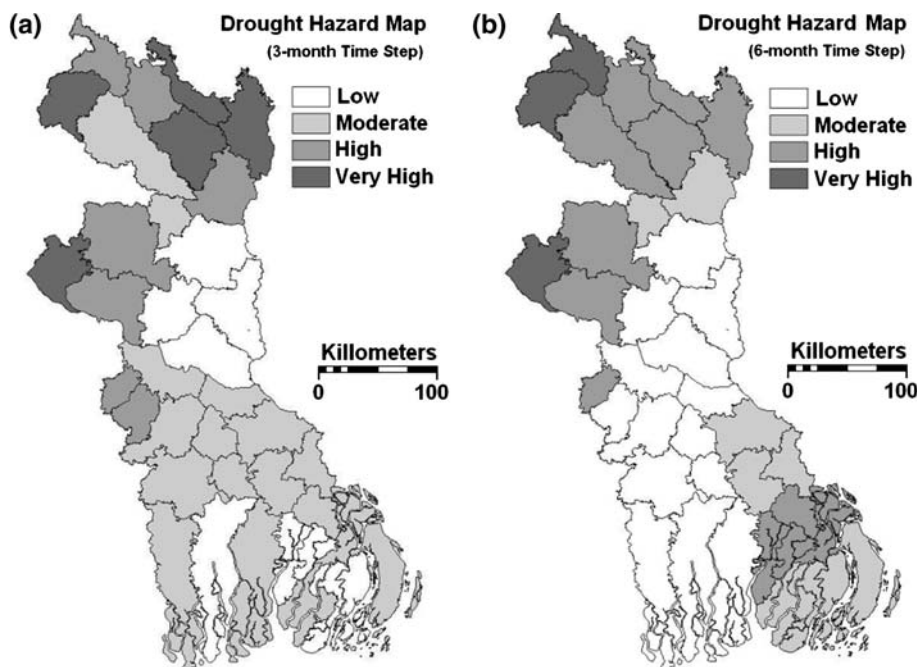 (a)
Drought Hazard Map
(3-month Time Step)
Low
Moderate
High
Very High
Killometers
0
100
(b)
Drought Hazard Map
(6-month Time Step)
Low
Moderate
High
Very High
Killometers
0
100